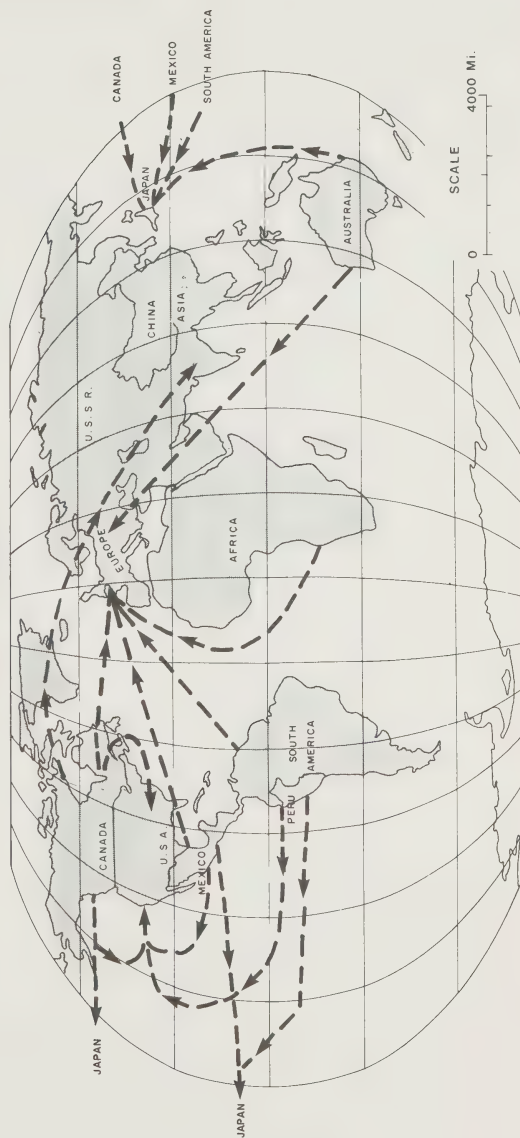 CANADA
MEXICO
SOUTH AMERICA
JAPAN
U.S.S.R.
CHINA
ASIA
EUROPE
AFRICA
AUSTRALIA
CANADA
U.S.A.
MEXICO
PERU
SOUTH
AMERICA
JAPAN
JAPAN
SCALE
0
4000 Mi.